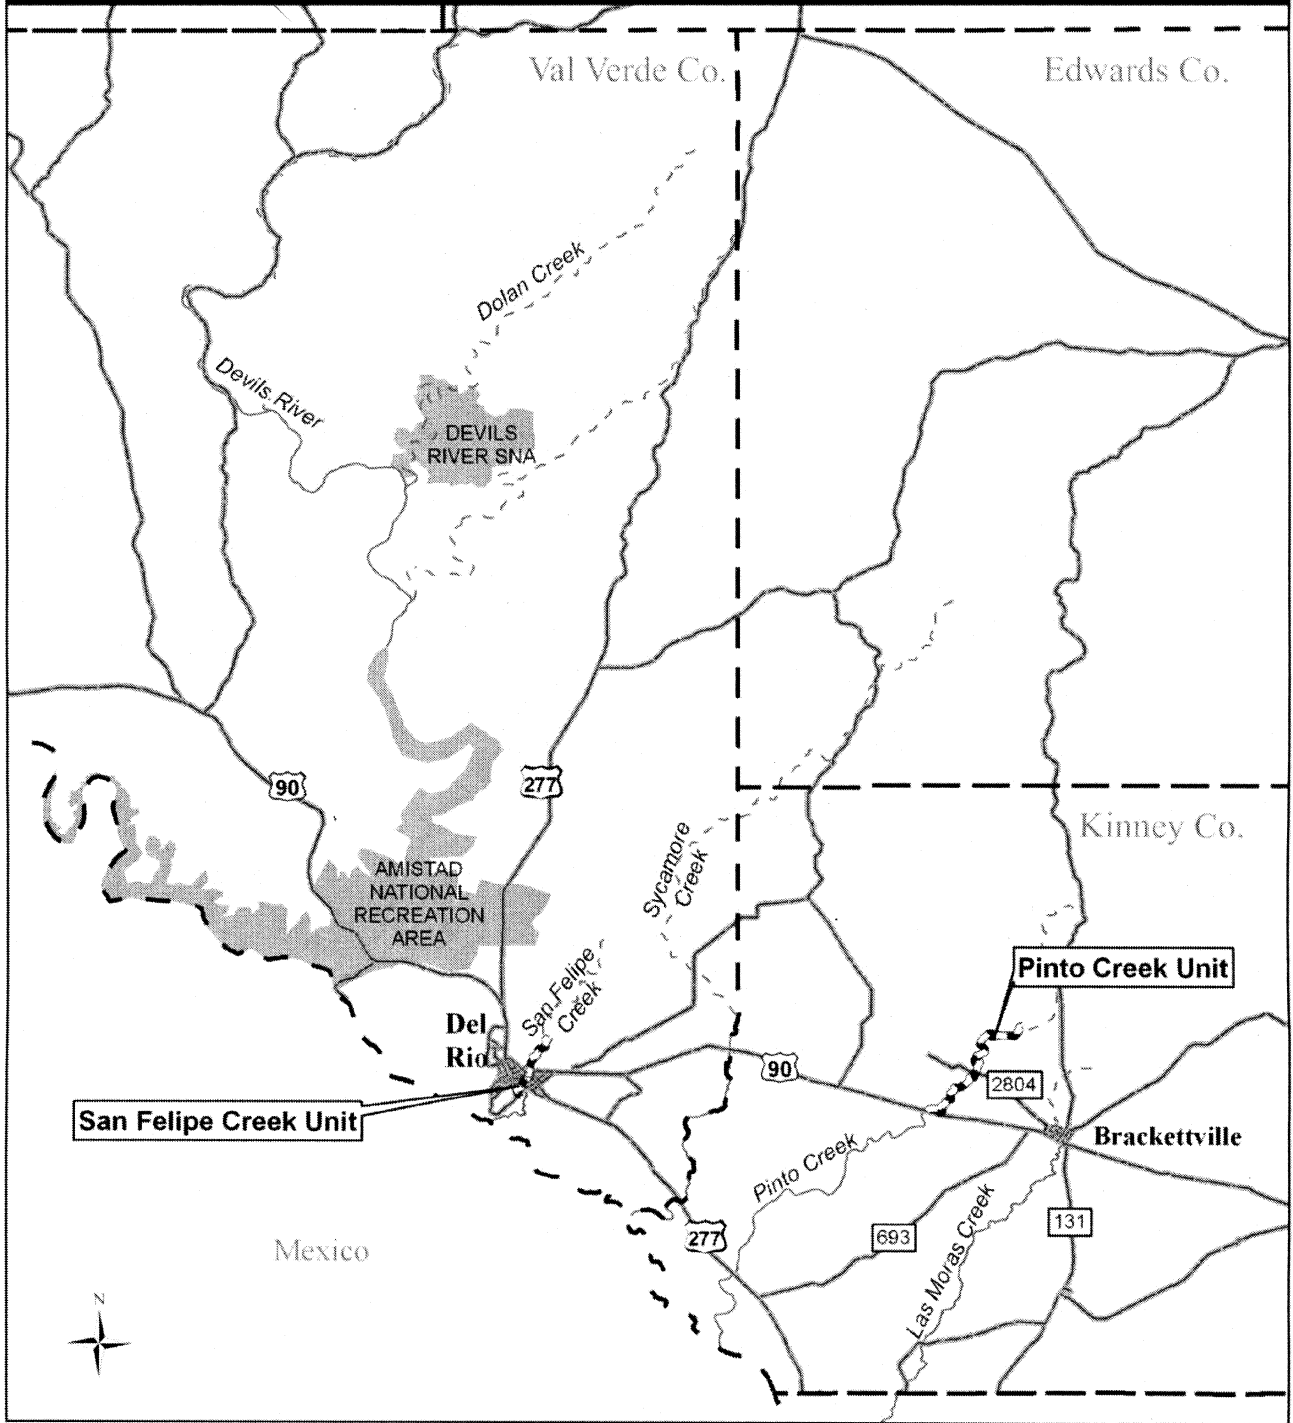 Val Verde Co.
Edwards Co.
Dolan Creek
Devils River
DEVILS
RIVER SNA
90
277
Kinney Co.
Sycamore
Creek
AMISTAD
NATIONAL
RECREATION
AREA
San Felipe
Creek
Pinto Creek Unit
Del
Rio
90
2804
San Felipe Creek Unit
Brackettville
Pinto Creek
Las Moras Creek
277
693
131
Mexico
N